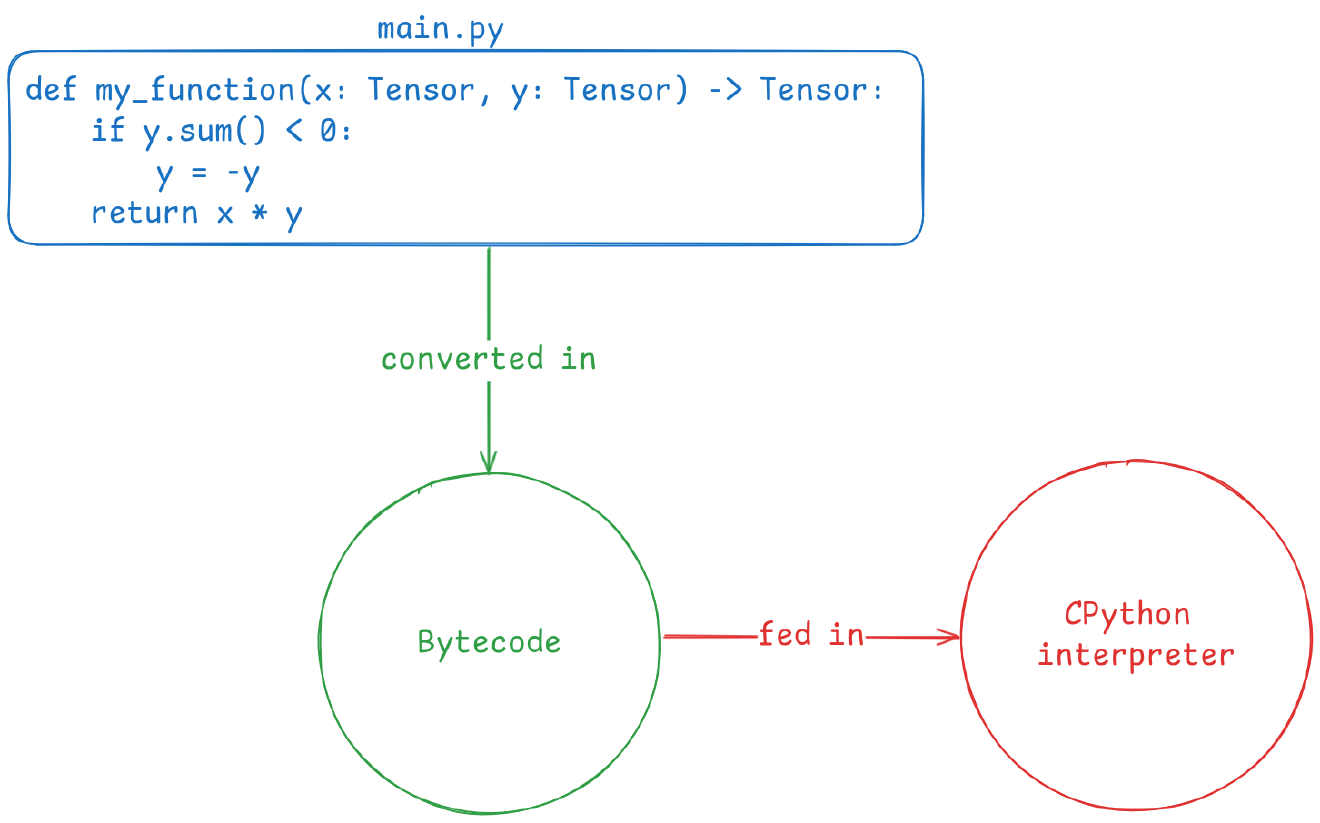 main.py
def my_function(x: Tensor, y: Tensor) -> Tensor:
    if y.sum() < 0:
        y = -y
    return x * y
converted in
Bytecode
fed in
CPython
interpreter